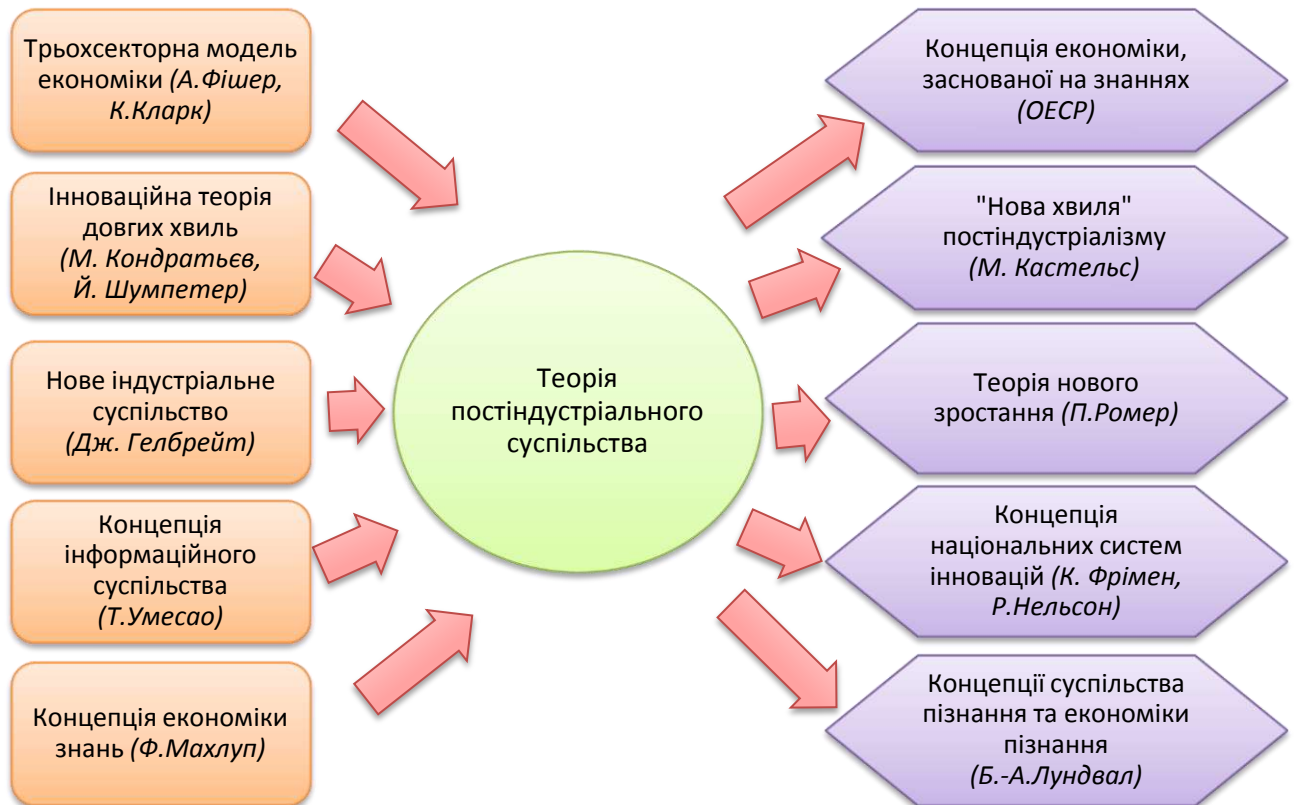 Трьохсекторна модель
економіки (А.Фішер,
К.Кларк)
Інноваційна теорія
довгих хвиль
(М. Кондратьєв,
Й. Шумпетер)
Нове індустріальне
суспільство
(Дж. Гелбрейт)
Концепція
інформаційного
суспільства
(Т.Умесао)
Концепція економіки
знань (Ф.Махлуп)
Теорія
постіндустріального
суспільства
Концепція економіки,
заснованої на знаннях
(ОЕСР)
"Нова хвиля"
постіндустріалізму
(М. Кастельс)
Теорія нового
зростання (П.Ромер)
Концепція
національних систем
інновацій (К. Фрімен,
Р.Нельсон)
Концепції суспільства
пізнання та економіки
пізнання
(Б.-А.Лундвал)